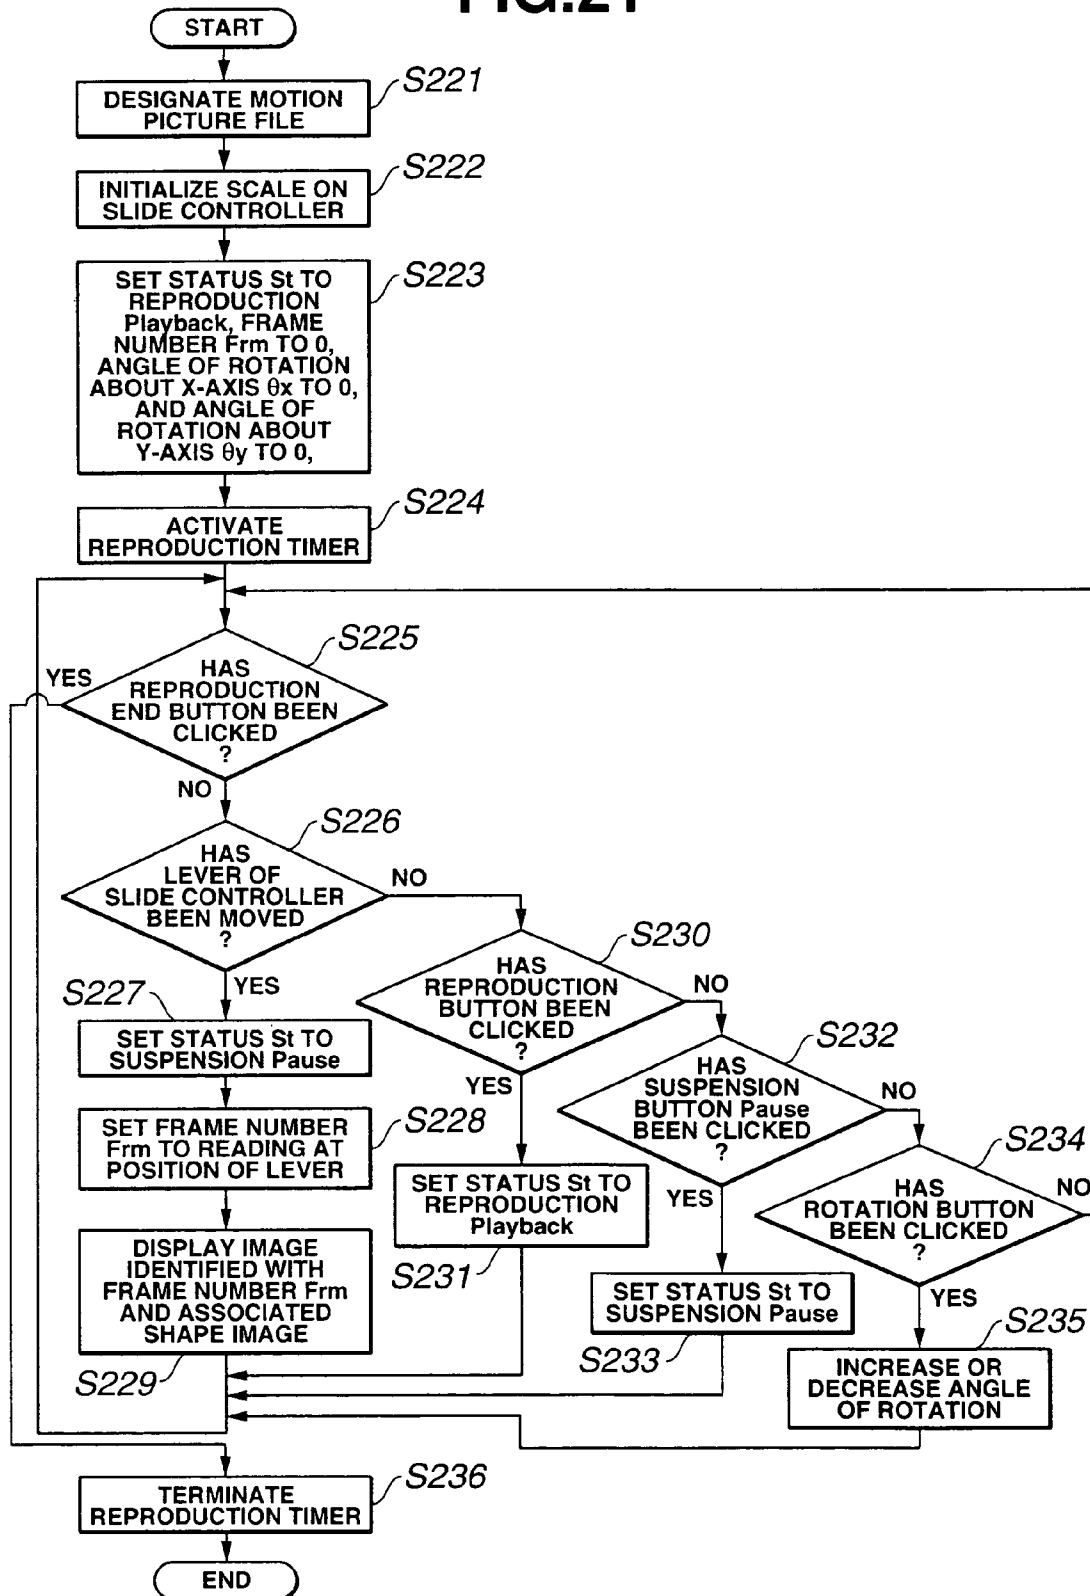 FIG.21
START
S221
DESIGNATE MOTION
PICTURE FILE
S222
INITIALIZE SCALE ON
SLIDE CONTROLLER
S223
SET STATUS St TO
REPRODUCTION
Playback, FRAME
NUMBER Frm TO 0,
ANGLE OF ROTATION
ABOUT X-AXIS θx TO 0,
AND ANGLE OF
ROTATION ABOUT
Y-AXIS θy TO 0,
S224
ACTIVATE
REPRODUCTION TIMER
S225
YES
HAS
REPRODUCTION
END BUTTON BEEN
CLICKED
?
NO
S226
HAS
LEVER OF
SLIDE CONTROLLER
BEEN MOVED
?
NO
YES
S227
SET STATUS St TO
SUSPENSION Pause
S228
SET FRAME NUMBER
Frm TO READING AT
POSITION OF LEVER
DISPLAY IMAGE
IDENTIFIED WITH
FRAME NUMBER Frm
AND ASSOCIATED
SHAPE IMAGE
S229
S230
HAS
REPRODUCTION
BUTTON BEEN
CLICKED
?
NO
YES
SET STATUS St TO
REPRODUCTION
Playback
S231
S232
HAS
SUSPENSION
BUTTON Pause
BEEN CLICKED
?
NO
YES
SET STATUS St TO
SUSPENSION Pause
S233
S234
HAS
ROTATION BUTTON
BEEN CLICKED
?
NO
YES
S235
INCREASE OR
DECREASE ANGLE
OF ROTATION
S236
TERMINATE
REPRODUCTION TIMER
END